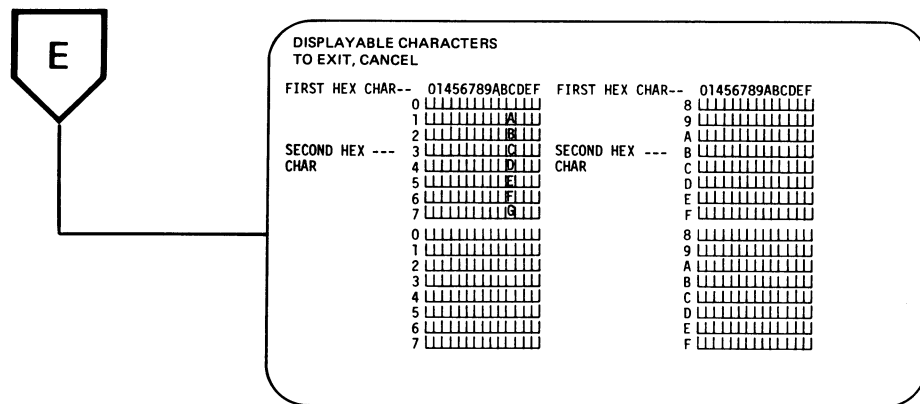 E
DISPLAYABLE CHARACTERS
TO EXIT, CANCEL
FIRST HEX CHAR-- 01456789ABCDEF FIRST HEX CHAR-- 01456789ABCDEF
0 8
1 A 9
2 B A
SECOND HEX --- 3 C SECOND HEX --- B
CHAR 4 D CHAR C
5 E D
6 F E
7 G F
0 8
1 9
2 A
3 B
4 C
5 D
6 E
7 F